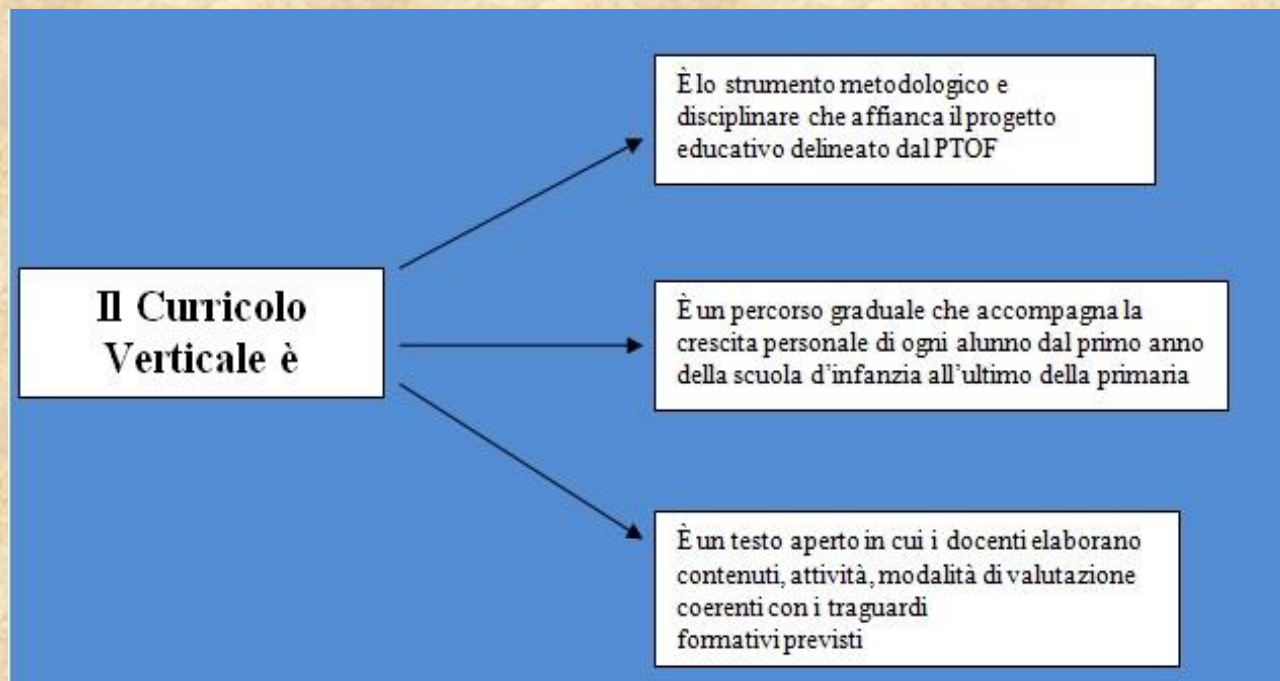 Il Curricolo
Verticale è
È lo strumento metodologico e
disciplinare che affianca il progetto
educativo delineato dal PTOF
È un percorso graduale che accompagna la
crescita personale di ogni alunno dal primo anno
della scuola d’infanzia all’ultimo della primaria
È un testo aperto in cui i docenti elaborano
contenuti, attività, modalità di valutazione
coerenti con i traguardi
formativi previsti